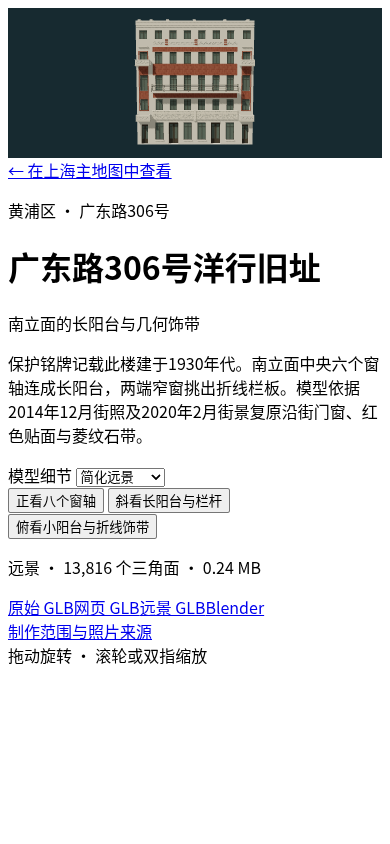 ← 在上海主地图中查看
黄浦区 · 广东路306号
广东路306号洋行旧址
南立面的长阳台与几何饰带
保护铭牌记载此楼建于1930年代。南立面中央六个窗
轴连成长阳台，两端窄窗挑出折线栏板。模型依据
2014年12月街照及2020年2月街景复原沿街门窗、红
色贴面与菱纹石带。
模型细节 简化远景
正看八个窗轴 斜看长阳台与栏杆
俯看小阳台与折线饰带
远景 · 13,816 个三角面 · 0.24 MB
原始 GLB网页 GLB远景 GLBBlender
制作范围与照片来源
拖动旋转 · 滚轮或双指缩放